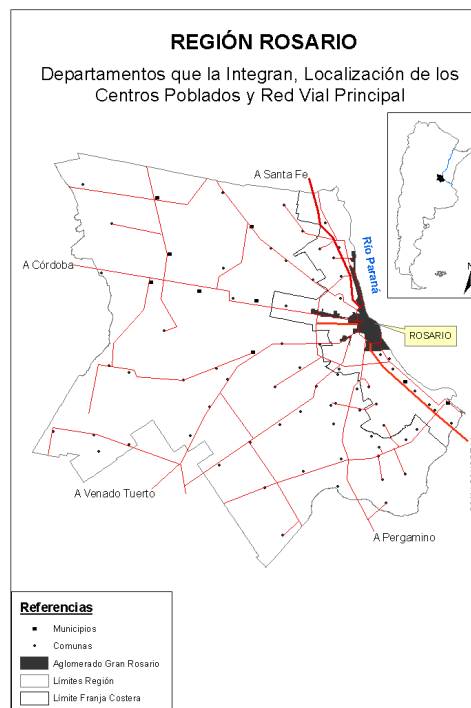 REGIÓN ROSARIO
Departamentos que la Integran, Localización de los
Centros Poblados y Red Vial Principal
A Santa Fe
Río Paraná
N
A Córdoba
ROSARIO
A Venado Tuerto
A Pergamino
Referencias
Municipios
Comunas
Aglomerado Gran Rosario
Límites Región
Límite Franja Costera